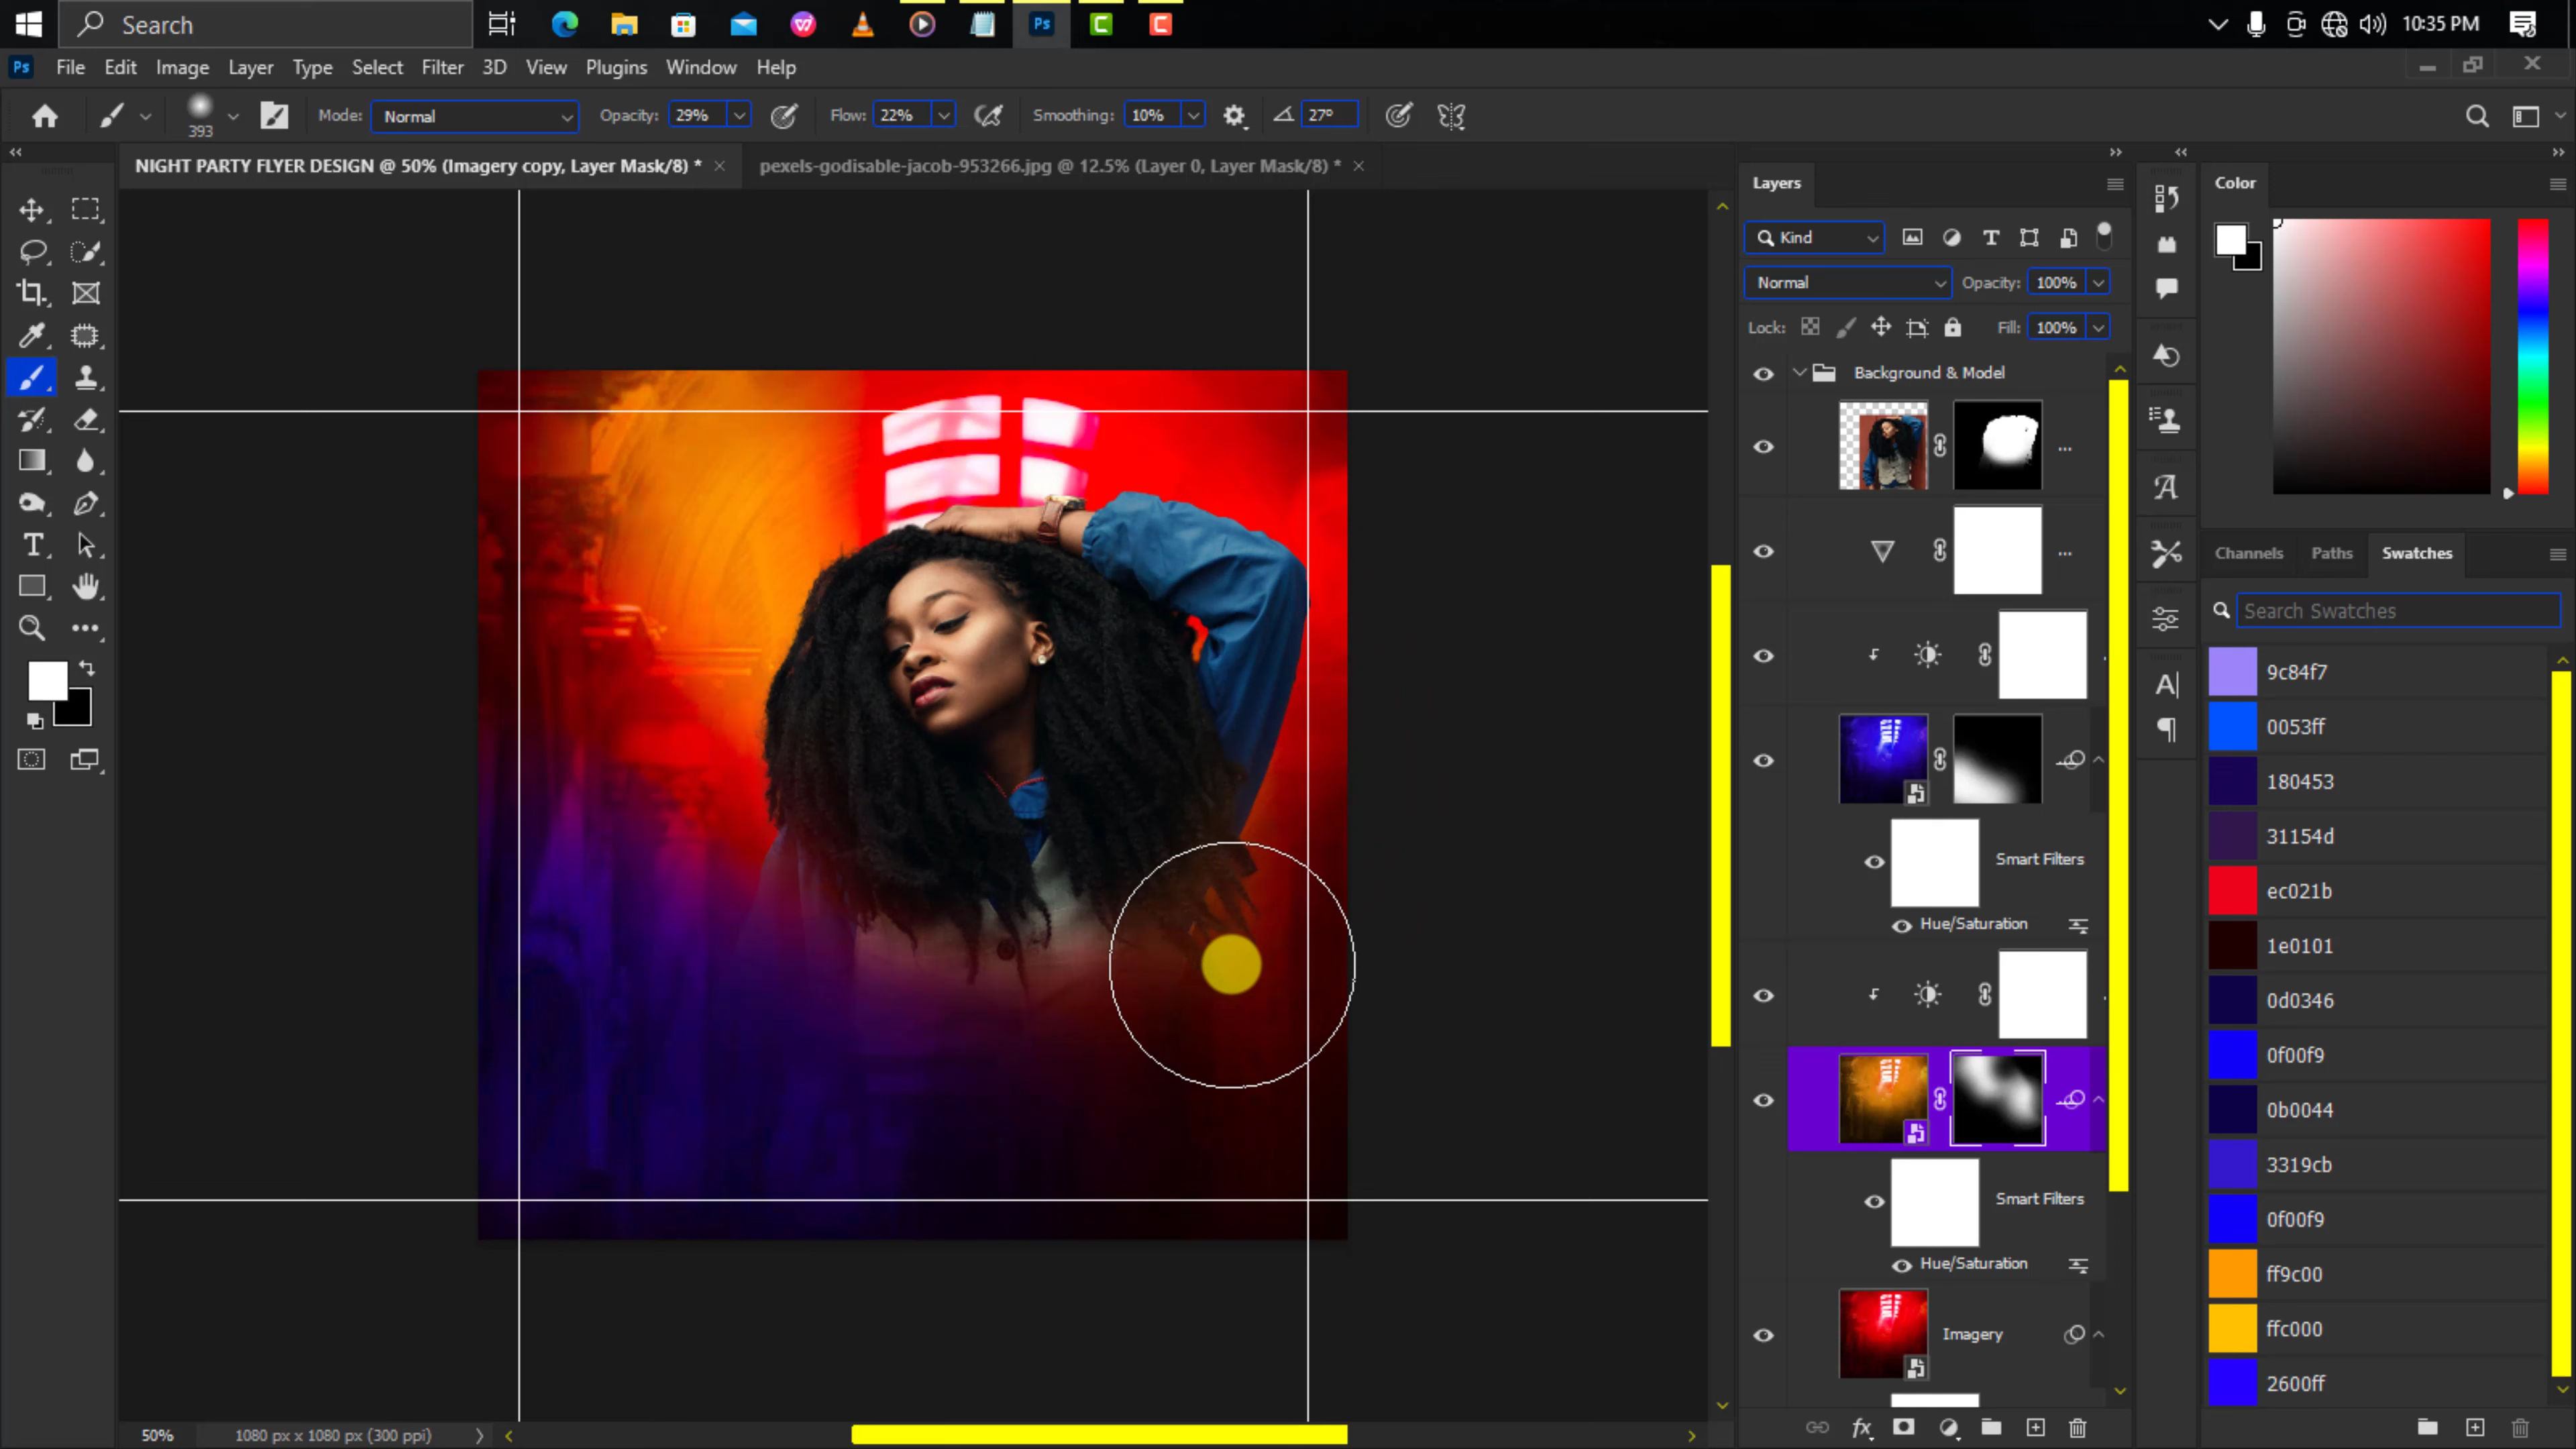 Search
Ps
10:35 PM
Ps File Edit Image Layer Type Select Filter 3D View Plugins Window Help
393
Mode: Normal Opacity: 29% Flow: 22% Smoothing: 10% 27°
NIGHT PARTY FLYER DESIGN @ 50% (Imagery copy, Layer Mask/8) *
pexels-godisable-jacob-953266.jpg @ 12.5% (Layer 0, Layer Mask/8) *
Layers
Kind
Normal Opacity: 100%
Lock: Fill: 100%
Background & Model
...
...
Smart Filters
Hue/Saturation
Smart Filters
Hue/Saturation
Imagery
Color
Channels Paths Swatches
Search Swatches
9c84f7
0053ff
180453
31154d
ec021b
1e0101
0d0346
0f00f9
0b0044
3319cb
0f00f9
ff9c00
ffc000
2600ff
50% 1080 px x 1080 px (300 ppi)